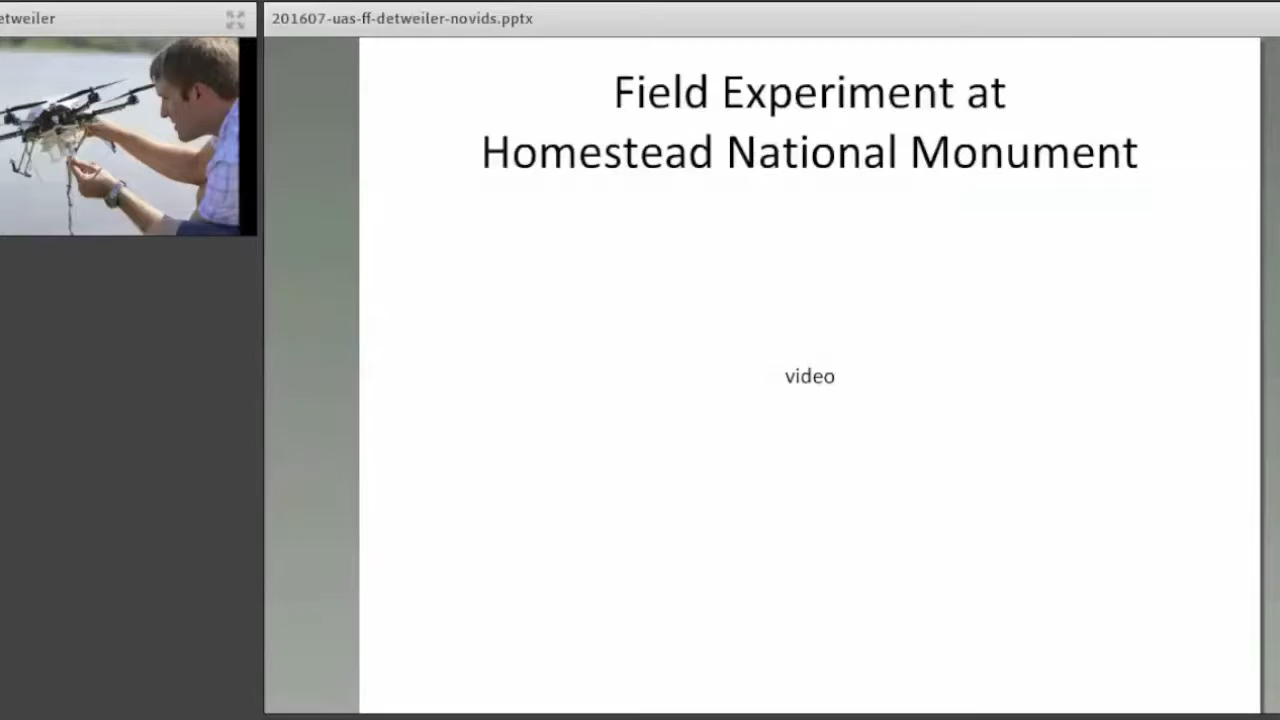 etweiler
201607-uas-ff-detweiler-novids.pptx
Field Experiment at
Homestead National Monument
video